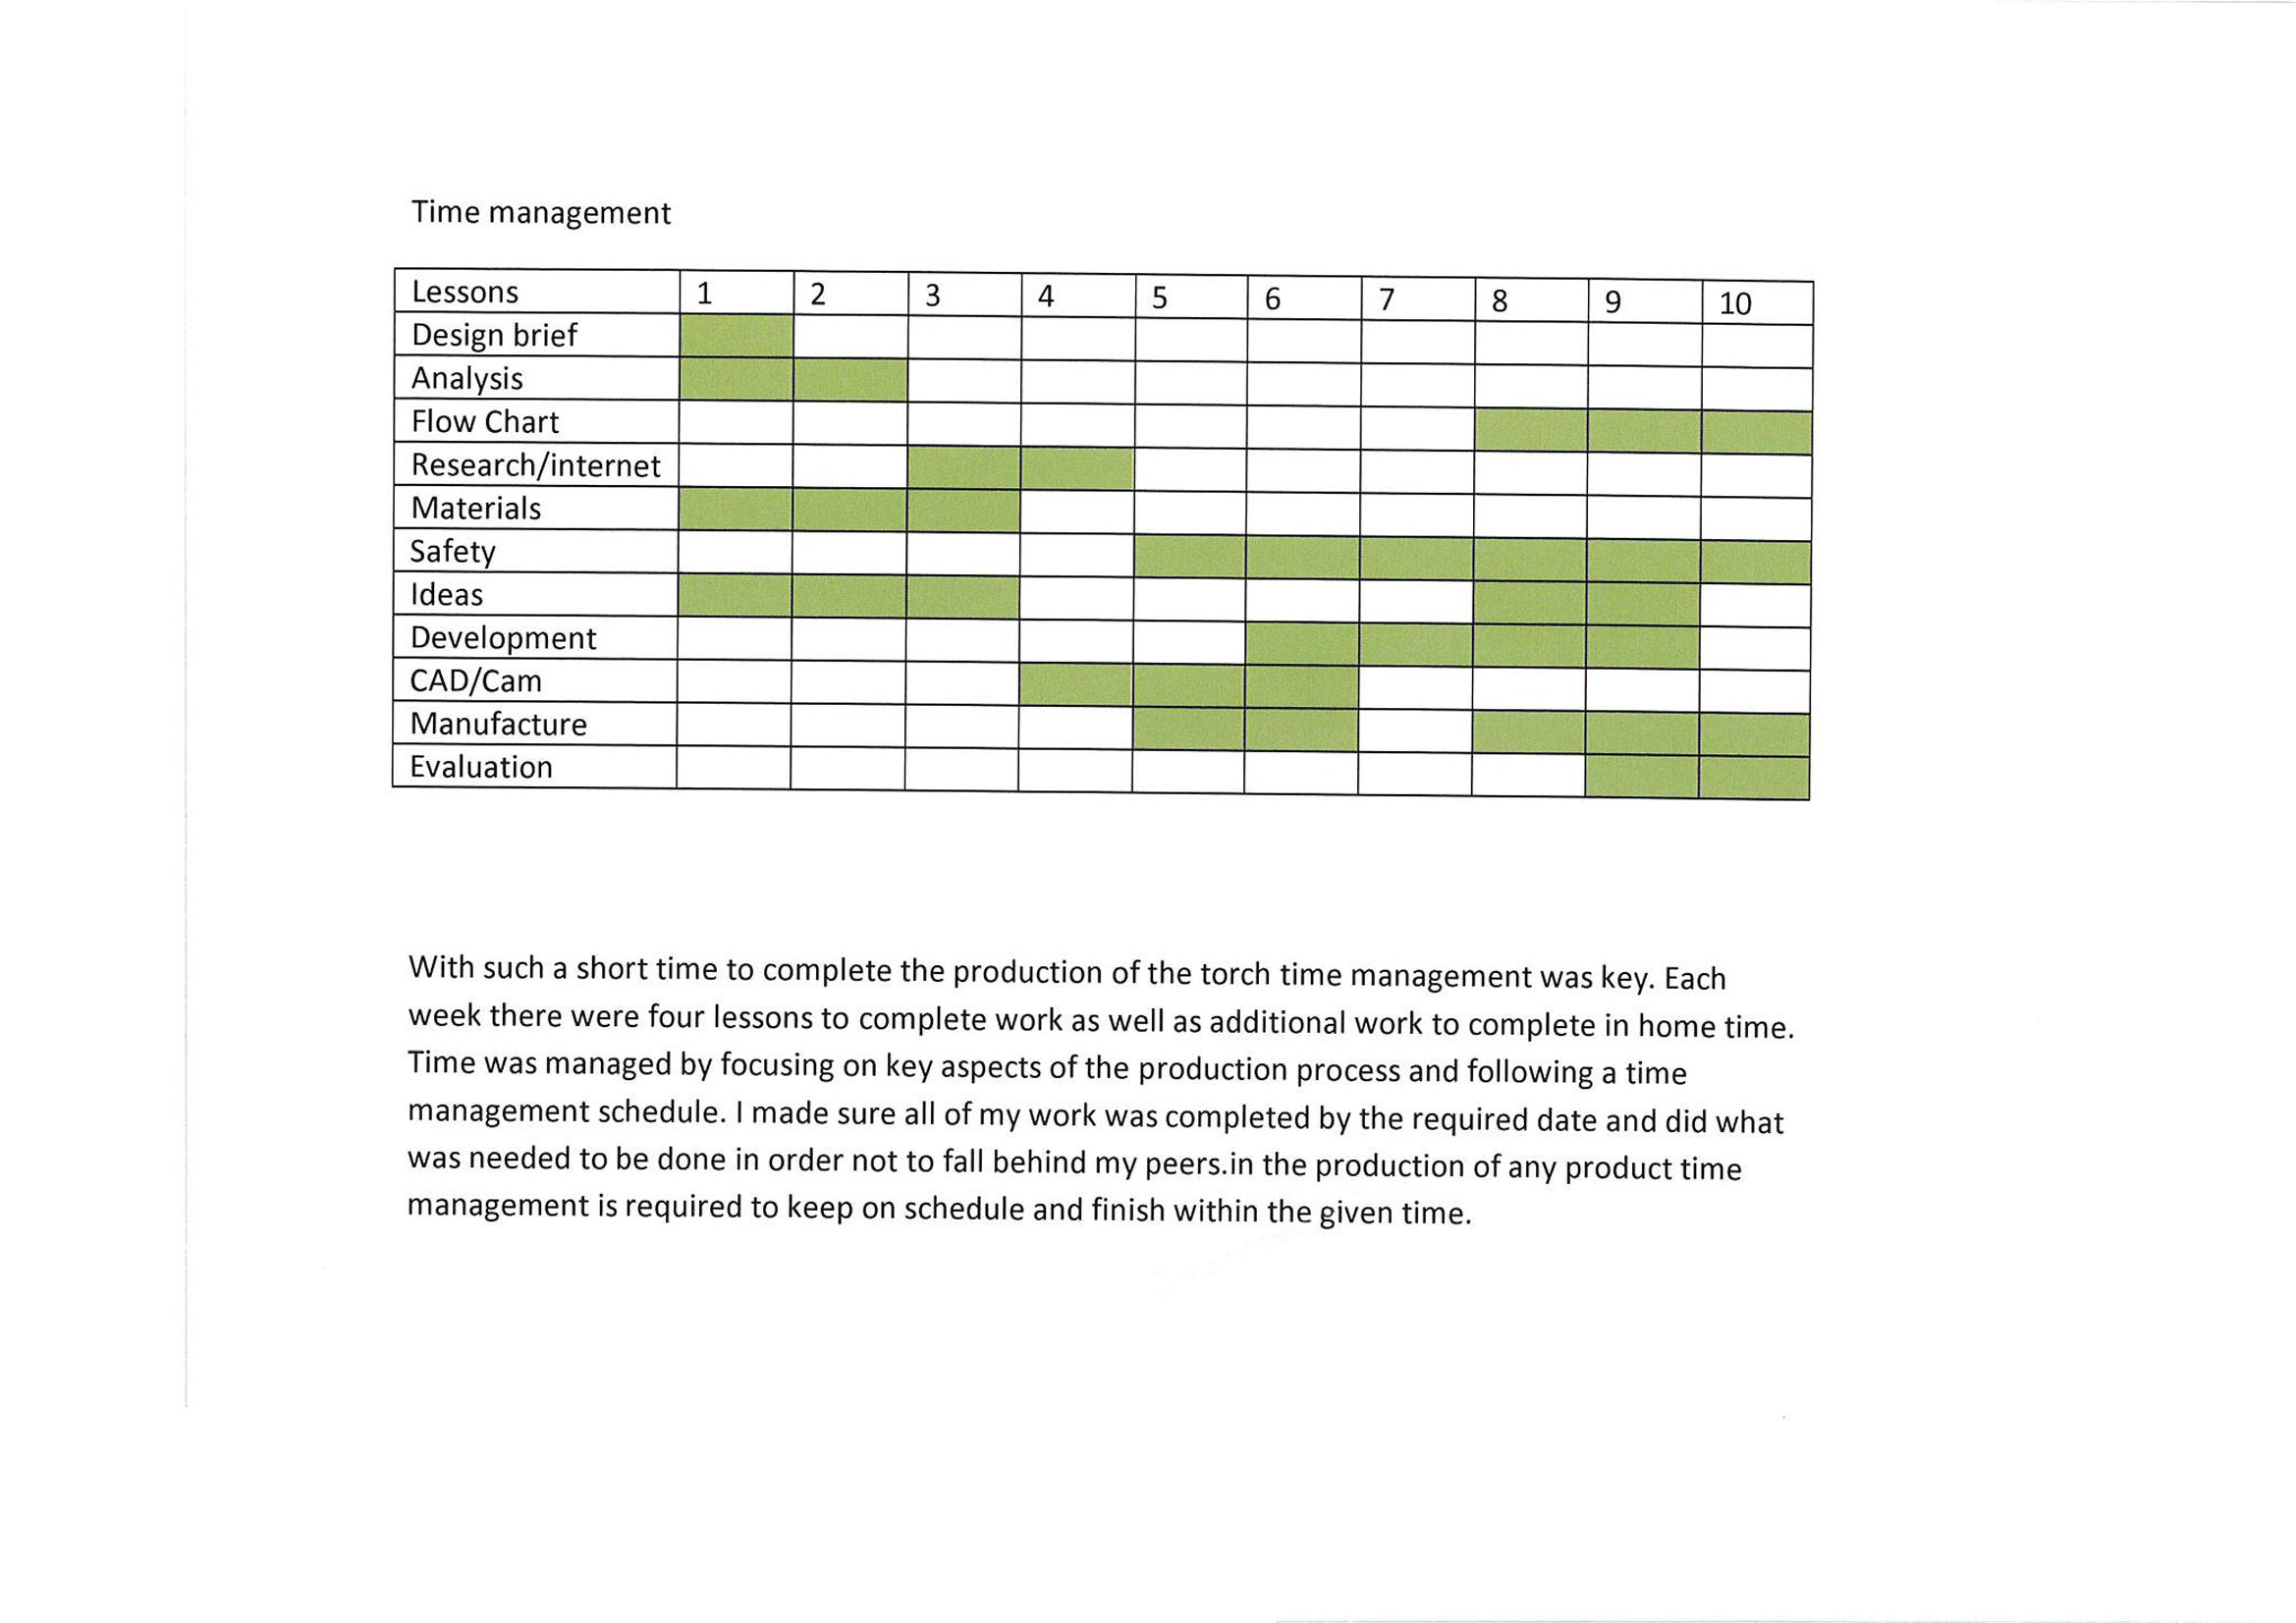 Time management
Lessons 1 2 3 4 5 6 7 8 9 10
Design brief
Analysis
Flow Chart
Research/internet
Materials
Safety
Ideas
Development
CAD/Cam
Manufacture
Evaluation
With such a short time to complete the production of the torch time management was key. Each
week there were four lessons to complete work as well as additional work to complete in home time.
Time was managed by focusing on key aspects of the production process and following a time
management schedule. I made sure all of my work was completed by the required date and did what
was needed to be done in order not to fall behind my peers.in the production of any product time
management is required to keep on schedule and finish within the given time.